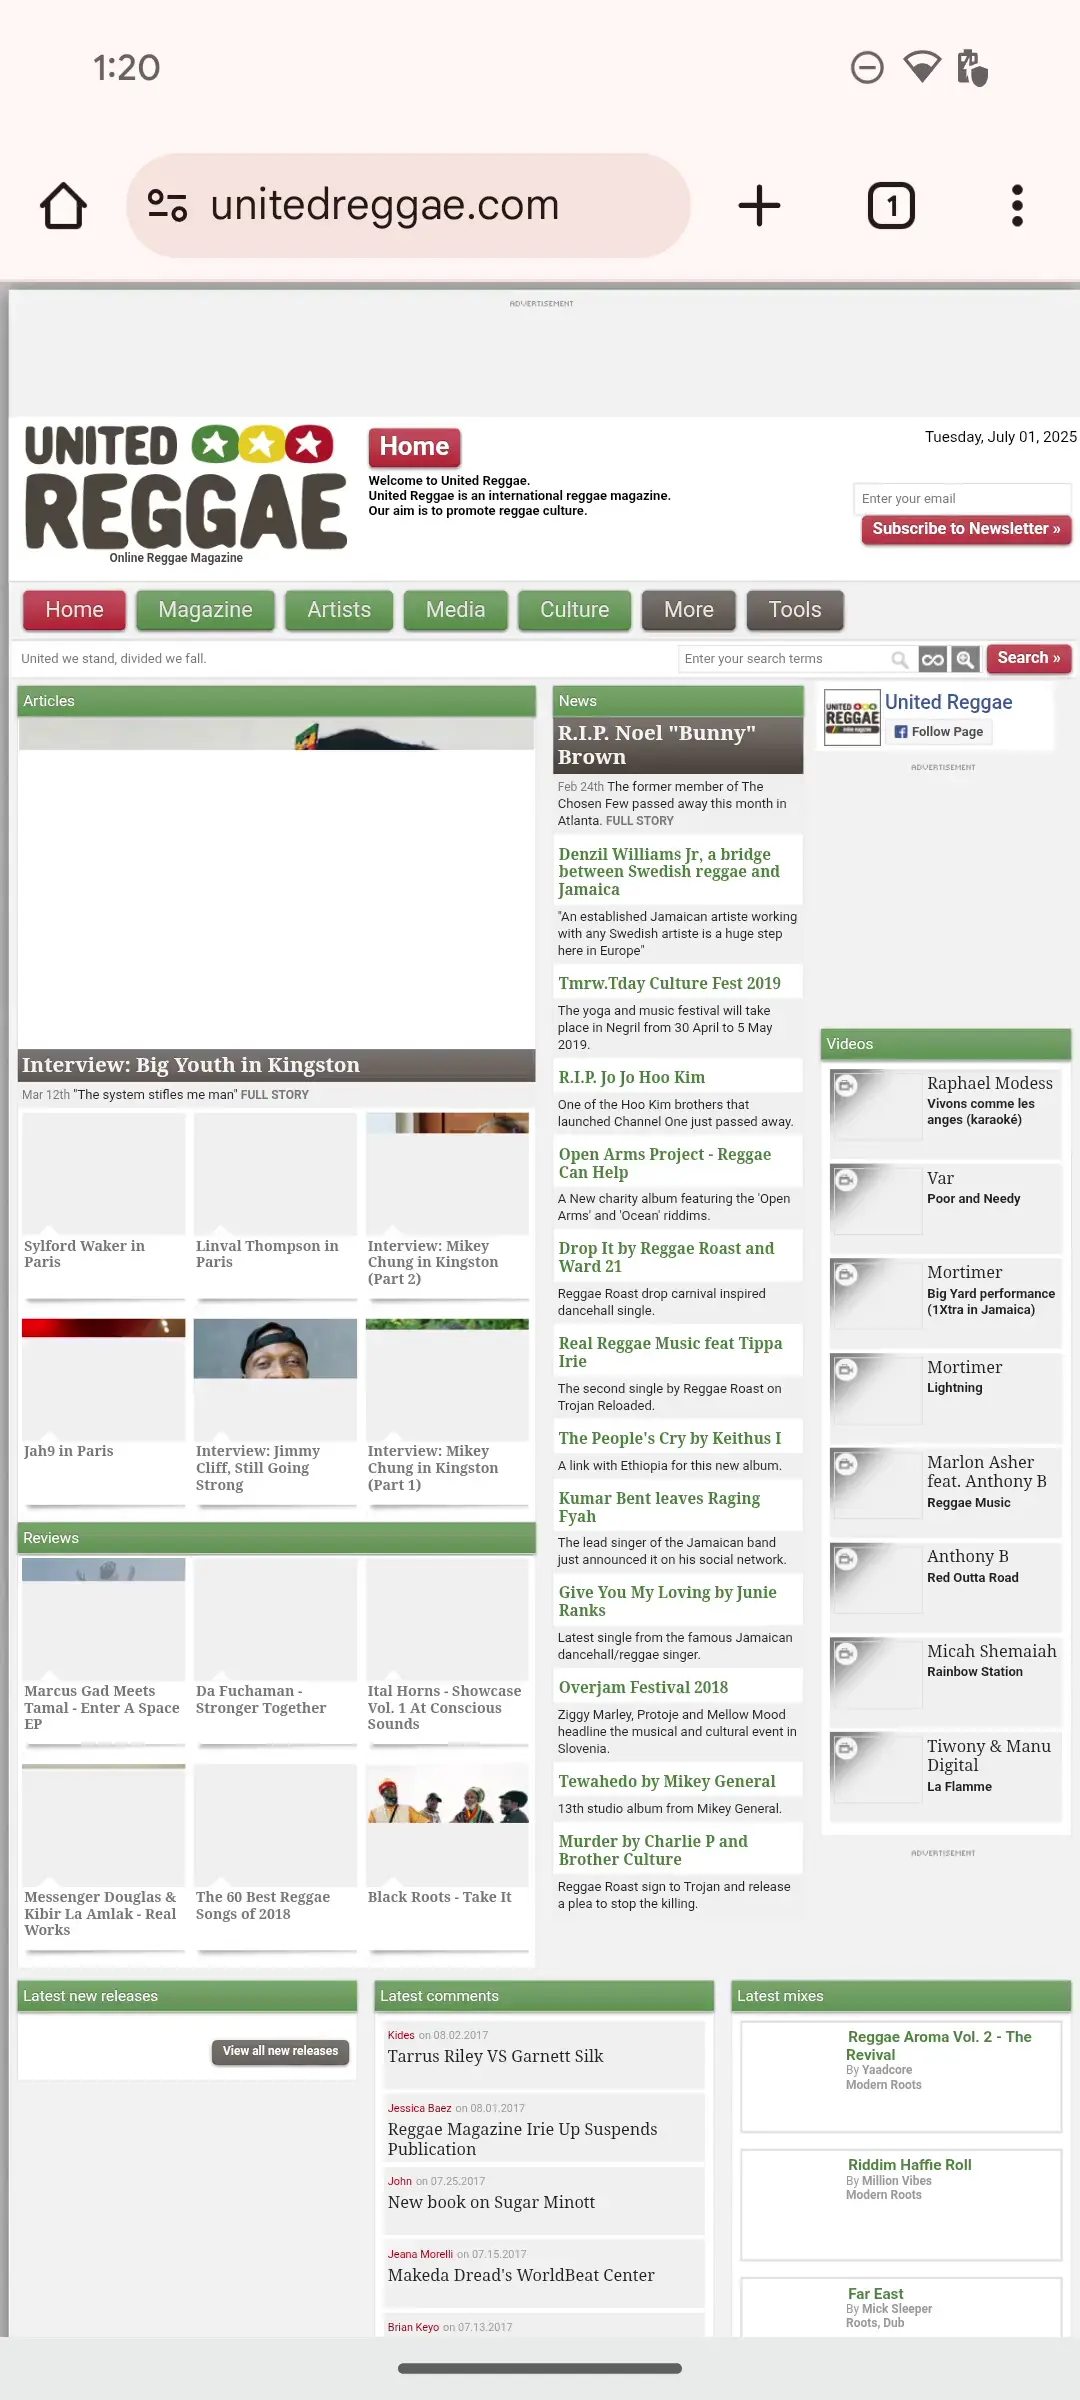 1:20
unitedreggae.com
1
ADVERTISEMENT
UNITED
REGGAE
Online Reggae Magazine
Home
Welcome to United Reggae.
United Reggae is an international reggae magazine.
Our aim is to promote reggae culture.
Tuesday, July 01, 2025
Enter your email
Subscribe to Newsletter »
Home
Magazine
Artists
Media
Culture
More
Tools
United we stand, divided we fall.
Enter your search terms
Search »
Articles
Interview: Big Youth in Kingston
Mar 12th "The system stifles me man" FULL STORY
Sylford Waker in
Paris
Linval Thompson in
Paris
Interview: Mikey
Chung in Kingston
(Part 2)
Jah9 in Paris
Interview: Jimmy
Cliff, Still Going
Strong
Interview: Mikey
Chung in Kingston
(Part 1)
Reviews
Marcus Gad Meets
Tamal - Enter A Space
EP
Da Fuchaman -
Stronger Together
Ital Horns - Showcase
Vol. 1 At Conscious
Sounds
Messenger Douglas &
Kibir La Amlak - Real
Works
The 60 Best Reggae
Songs of 2018
Black Roots - Take It
News
R.I.P. Noel "Bunny"
Brown
Feb 24th The former member of The
Chosen Few passed away this month in
Atlanta. FULL STORY
Denzil Williams Jr, a bridge
between Swedish reggae and
Jamaica
"An established Jamaican artiste working
with any Swedish artiste is a huge step
here in Europe"
Tmrw.Tday Culture Fest 2019
The yoga and music festival will take
place in Negril from 30 April to 5 May
2019.
R.I.P. Jo Jo Hoo Kim
One of the Hoo Kim brothers that
launched Channel One just passed away.
Open Arms Project - Reggae
Can Help
A New charity album featuring the 'Open
Arms' and 'Ocean' riddims.
Drop It by Reggae Roast and
Ward 21
Reggae Roast drop carnival inspired
dancehall single.
Real Reggae Music feat Tippa
Irie
The second single by Reggae Roast on
Trojan Reloaded.
The People's Cry by Keithus I
A link with Ethiopia for this new album.
Kumar Bent leaves Raging
Fyah
The lead singer of the Jamaican band
just announced it on his social network.
Give You My Loving by Junie
Ranks
Latest single from the famous Jamaican
dancehall/reggae singer.
Overjam Festival 2018
Ziggy Marley, Protoje and Mellow Mood
headline the musical and cultural event in
Slovenia.
Tewahedo by Mikey General
13th studio album from Mikey General.
Murder by Charlie P and
Brother Culture
Reggae Roast sign to Trojan and release
a plea to stop the killing.
UNITED
REGGAE
United Reggae
Follow Page
ADVERTISEMENT
Videos
Raphael Modess
Vivons comme les
anges (karaoké)
Var
Poor and Needy
Mortimer
Big Yard performance
(1Xtra in Jamaica)
Mortimer
Lightning
Marlon Asher
feat. Anthony B
Reggae Music
Anthony B
Red Outta Road
Micah Shemaiah
Rainbow Station
Tiwony & Manu
Digital
La Flamme
ADVERTISEMENT
Latest new releases
View all new releases
Latest comments
Kides on 08.02.2017
Tarrus Riley VS Garnett Silk
Jessica Baez on 08.01.2017
Reggae Magazine Irie Up Suspends
Publication
John on 07.25.2017
New book on Sugar Minott
Jeana Morelli on 07.15.2017
Makeda Dread's WorldBeat Center
Brian Keyo on 07.13.2017
Latest mixes
Reggae Aroma Vol. 2 - The
Revival
By Yaadcore
Modern Roots
Riddim Haffie Roll
By Million Vibes
Modern Roots
Far East
By Mick Sleeper
Roots, Dub